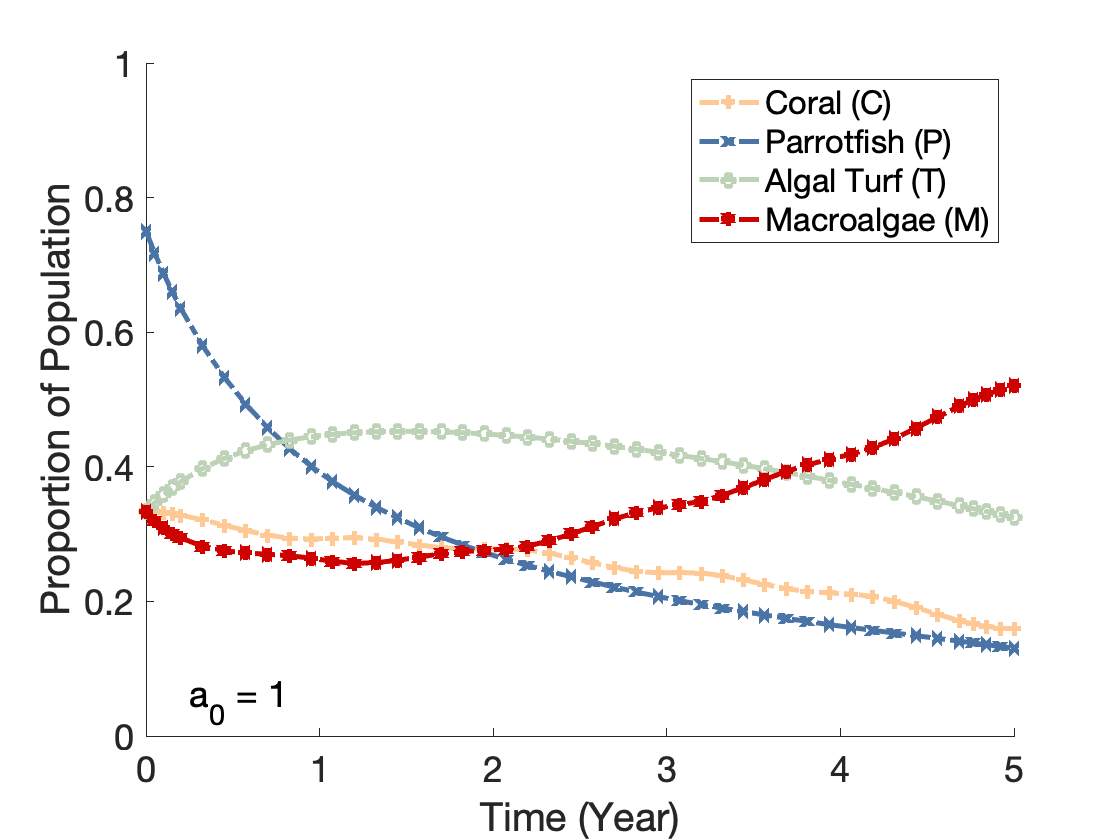 1
0.8
0.6
0.4
0.2
0
Proportion of Population
Coral (C)
Parrotfish (P)
Algal Turf (T)
Macroalgae (M)
a₀ = 1
0 1 2 3 4 5
Time (Year)